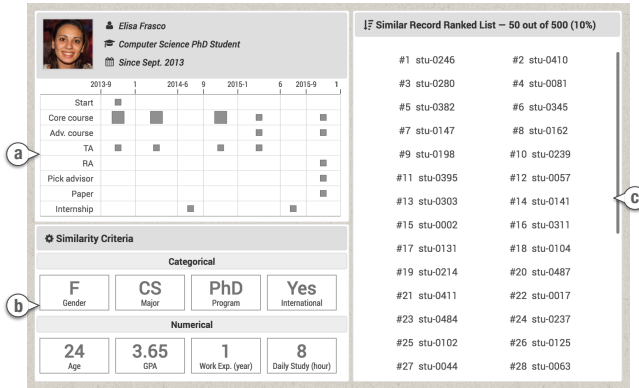 Elisa Frasco
Computer Science PhD Student
Since Sept. 2013
2013-9 1 2014-6 9 2015-1 6 2015-9 1
Start
Core course
Adv. course
TA
RA
Pick advisor
Paper
Internship
a
Similarity Criteria
Categorical
F CS PhD Yes
Gender Major Program International
b
Numerical
24 3.65 1 8
Age GPA Work Exp. (year) Daily Study (hour)
Similar Record Ranked List — 50 out of 500 (10%)
#1 stu-0246 #2 stu-0410
#3 stu-0280 #4 stu-0081
#5 stu-0382 #6 stu-0345
#7 stu-0147 #8 stu-0162
#9 stu-0198 #10 stu-0239
#11 stu-0395 #12 stu-0057
#13 stu-0303 #14 stu-0141
#15 stu-0002 #16 stu-0311
#17 stu-0131 #18 stu-0104
#19 stu-0214 #20 stu-0487
#21 stu-0411 #22 stu-0017
#23 stu-0484 #24 stu-0237
#25 stu-0102 #26 stu-0125
#27 stu-0044 #28 stu-0063
c